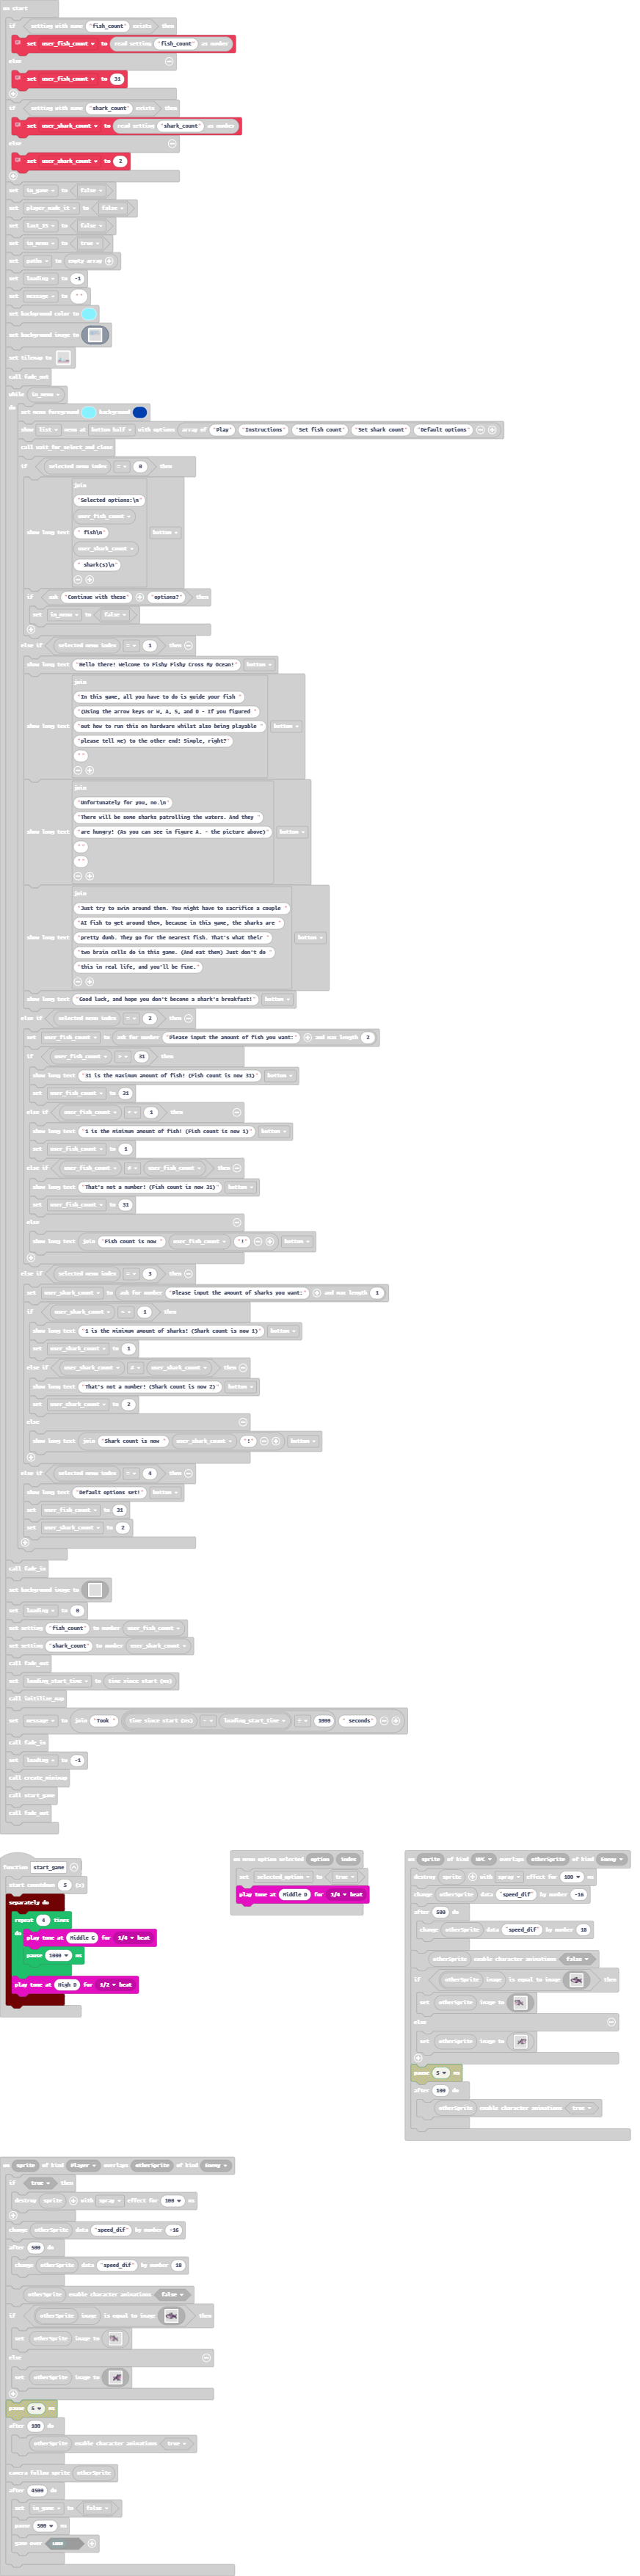 on start
if setting with name "fish_count" exists then
set user_fish_count to read setting "fish_count" as number
else
set user_fish_count to 31
if setting with name "shark_count" exists then
set user_shark_count to read setting "shark_count" as number
else
set user_shark_count to 2
set in_game to false
set player_made_it to false
set last_15 to false
set in_menu to true
set paths to empty array
set loading to -1
set message to " "
set background color to
set background image to
set tilemap to
call fade_out
while in_menu
do set menu foreground background
show list menu at bottom half with options array of "Play" "Instructions" "Set fish count" "Set shark count" "Default options"
call wait_for_select_and_close
if selected menu index = 0 then
join
"Selected options:\n"
user_fish_count
show long text " fish\n" bottom
user_shark_count
" shark(s)\n"
if ask "Continue with these" "options?" then
set in_menu to false
else if selected menu index = 1 then
show long text "Hello there! Welcome to Fishy Fishy Cross My Ocean!" bottom
join
"In this game, all you have to do is guide your fish "
"(Using the arrow keys or W, A, S, and D - If you figured "
show long text "out how to run this on hardware whilst also being playable " bottom
"please tell me) to the other end! Simple, right?"
" "
join
"Unfortunately for you, no.\n"
"There will be some sharks patrolling the waters. And they "
show long text "are hungry! (As you can see in figure A. - the picture above)" bottom
" "
" "
join
"Just try to swim around them. You might have to sacrifice a couple "
"AI fish to get around them, because in this game, the sharks are "
show long text "pretty dumb. They go for the nearest fish. That's what their " bottom
"two brain cells do in this game. (And eat them) Just don't do "
"this in real life, and you'll be fine."
show long text "Good luck, and hope you don't become a shark's breakfast!" bottom
else if selected menu index = 2 then
set user_fish_count to ask for number "Please input the amount of fish you want:" and max length 2
if user_fish_count > 31 then
show long text "31 is the maximum amount of fish! (Fish count is now 31)" bottom
set user_fish_count to 31
else if user_fish_count < 1 then
show long text "1 is the minimum amount of fish! (Fish count is now 1)" bottom
set user_fish_count to 1
else if user_fish_count ≠ user_fish_count then
show long text "That's not a number! (Fish count is now 31)" bottom
set user_fish_count to 31
else
show long text join "Fish count is now " user_fish_count "!" bottom
else if selected menu index = 3 then
set user_shark_count to ask for number "Please input the amount of sharks you want:" and max length 1
if user_shark_count < 1 then
show long text "1 is the minimum amount of sharks! (Shark count is now 1)" bottom
set user_shark_count to 1
else if user_shark_count ≠ user_shark_count then
show long text "That's not a number! (Shark count is now 2)" bottom
set user_shark_count to 2
else
show long text join "Shark count is now " user_shark_count "!" bottom
else if selected menu index = 4 then
show long text "Default options set!" bottom
set user_fish_count to 31
set user_shark_count to 2
call fade_in
set background image to
set loading to 0
set setting "fish_count" to number user_fish_count
set setting "shark_count" to number user_shark_count
call fade_out
set loading_start_time to time since start (ms)
call initilize_map
set message to join "Took " time since start (ms) - loading_start_time ÷ 1000 " seconds"
call fade_in
set loading to -1
call create_minimap
call start_game
call fade_out
function start_game
start countdown 5 (s)
separately do
repeat 4 times
do play tone at Middle C for 1/4 beat
pause 1000 ms
play tone at High D for 1/2 beat
on menu option selected option index
set selected_option to true
play tone at Middle D for 1/4 beat
on sprite of kind NPC overlaps otherSprite of kind Enemy
destroy sprite with spray effect for 100 ms
change otherSprite data "speed_dif" by number -16
after 500 do
change otherSprite data "speed_dif" by number 18
otherSprite enable character animations false
if otherSprite image is equal to image then
set otherSprite image to
else
set otherSprite image to
pause 5 ms
after 100 do
otherSprite enable character animations true
on sprite of kind Player overlaps otherSprite of kind Enemy
if true then
destroy sprite with spray effect for 100 ms
change otherSprite data "speed_dif" by number -16
after 500 do
change otherSprite data "speed_dif" by number 18
otherSprite enable character animations false
if otherSprite image is equal to image then
set otherSprite image to
else
set otherSprite image to
pause 5 ms
after 100 do
otherSprite enable character animations true
camera follow sprite otherSprite
after 4500 do
set in_game to false
pause 500 ms
game over LOSE